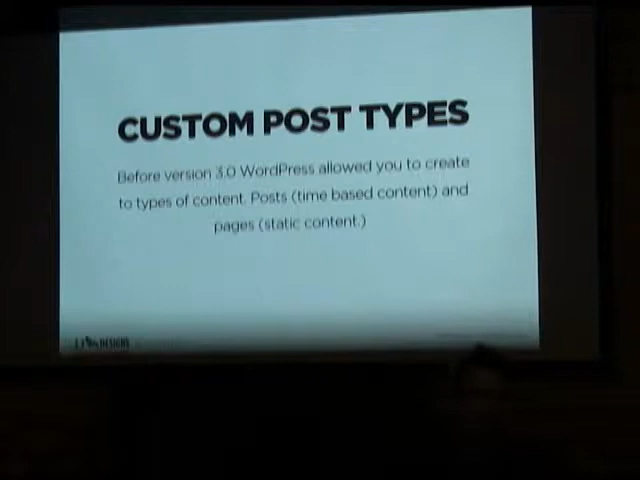 CUSTOM POST TYPES
Before version 3.0 WordPress allowed you to create
to types of content. Posts (time based content) and
pages (static content.)
DESIGNS